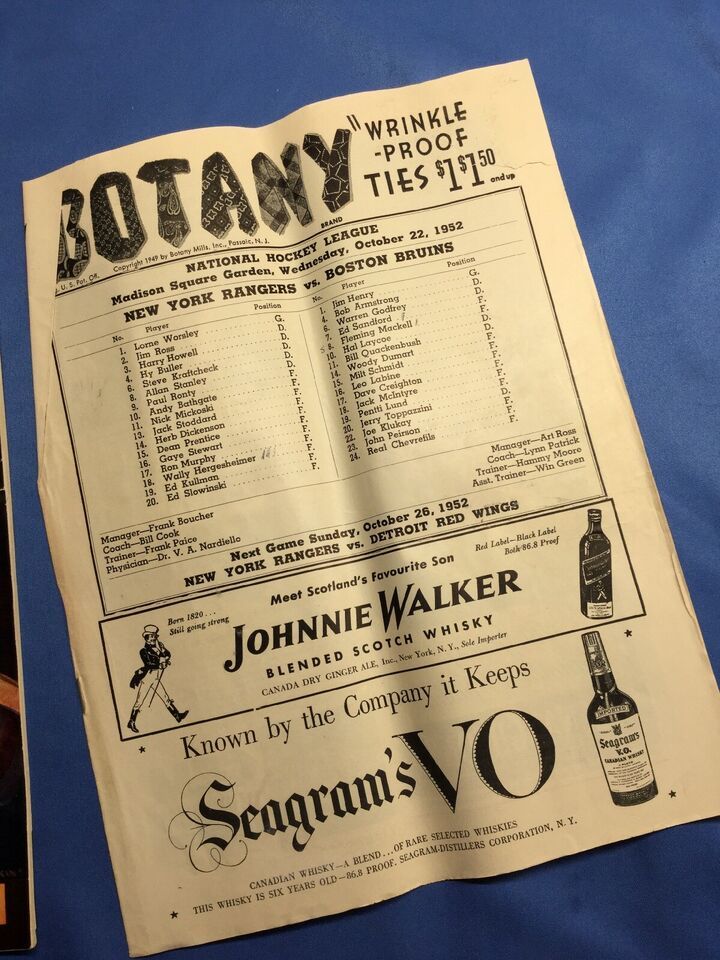 BOTANY
BRAND
"WRINKLE
-PROOF
TIES $1 $1.50 and up
U.S. Pat. Off. Copyright 1949 by Botany Mills, Inc., Passaic, N. J.
NATIONAL HOCKEY LEAGUE
Madison Square Garden, Wednesday, October 22, 1952
NEW YORK RANGERS vs. BOSTON BRUINS
No. Player Position
1. Lorne Worsley G.
2. Jim Ross D.
3. Harry Howell D.
4. Hy Buller D.
6. Steve Kraftcheck D.
8. Allan Stanley D.
9. Paul Ronty F.
10. Andy Bathgate F.
11. Nick Mickoski F.
13. Jack Stoddard F.
14. Herb Dickenson F.
15. Dean Prentice F.
16. Gaye Stewart F.
17. Ron Murphy F.
18. Wally Hergesheimer F.
19. Ed Kullman F.
20. Ed Slowinski F.
Manager—Frank Boucher
Coach—Bill Cook
Trainer—Frank Paice
Physician—Dr. V. A. Nardiello
No. Player Position
1. Jim Henry G.
4. Bob Armstrong D.
6. Warren Godfrey F.
7. Ed Sandford F.
8. Fleming Mackell F.
10. Hal Laycoe D.
11. Bill Quackenbush D.
14. Woody Dumart F.
15. Milt Schmidt F.
16. Leo Labine F.
17. Dave Creighton F.
18. Jack McIntyre F.
19. Pentti Lund F.
20. Jerry Toppazzini F.
22. Joe Klukay F.
23. John Peirson F.
24. Real Chevrefils F.
Manager—Art Ross
Coach—Lynn Patrick
Trainer—Hammy Moore
Asst. Trainer—Win Green
Next Game Sunday, October 26, 1952
NEW YORK RANGERS vs. DETROIT RED WINGS
Born 1820...
Still going strong
Meet Scotland's Favourite Son
Red Label—Black Label
Both 86.8 Proof
JOHNNIE WALKER
BLENDED SCOTCH WHISKY
CANADA DRY GINGER ALE, Inc., New York, N. Y., Sole Importer
Known by the Company it Keeps
Seagram's VO
IMPORTED
Seagram's
V.O.
CANADIAN WHISKY
CANADIAN WHISKY—A BLEND...OF RARE SELECTED WHISKIES
THIS WHISKY IS SIX YEARS OLD—86.8 PROOF. SEAGRAM-DISTILLERS CORPORATION, N. Y.